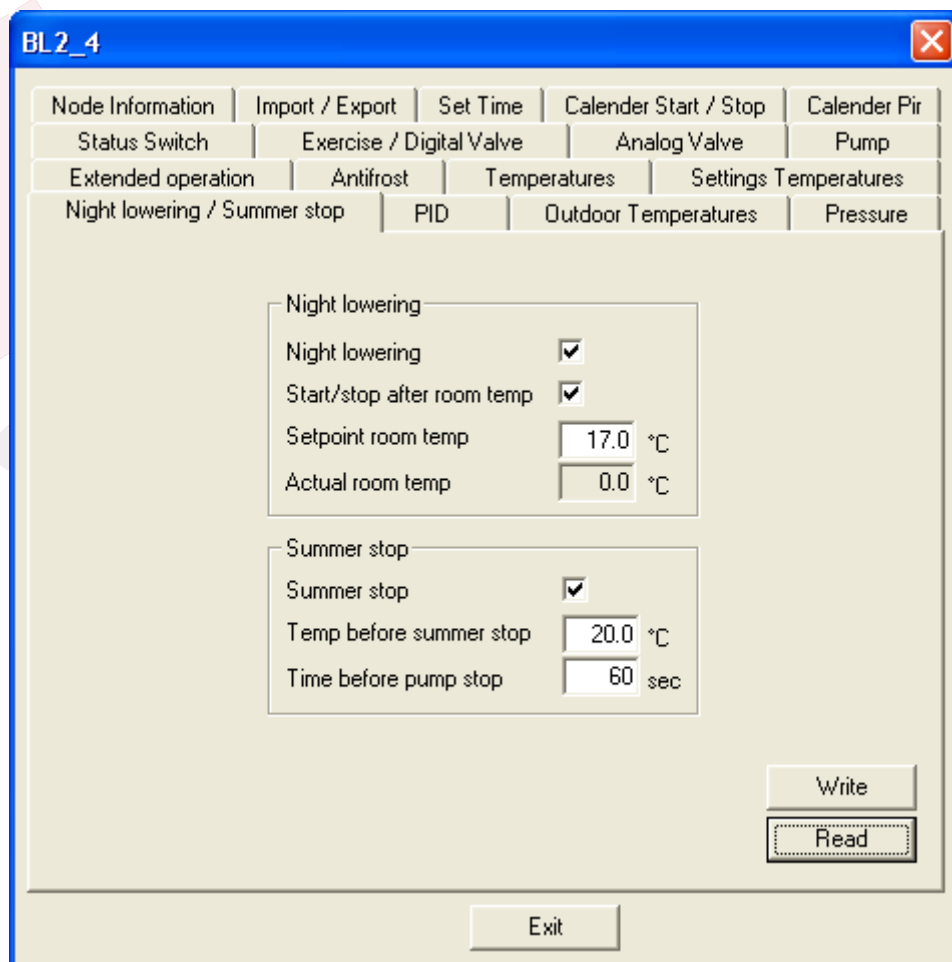 BL2_4
Node Information Import / Export Set Time Calender Start / Stop Calender Pir
Status Switch Exercise / Digital Valve Analog Valve Pump
Extended operation Antifrost Temperatures Settings Temperatures
Night lowering / Summer stop PID Outdoor Temperatures Pressure
Night lowering
Night lowering
Start/stop after room temp
Setpoint room temp 17.0 °C
Actual room temp 0.0 °C
Summer stop
Summer stop
Temp before summer stop 20.0 °C
Time before pump stop 60 sec
Write
Read
Exit